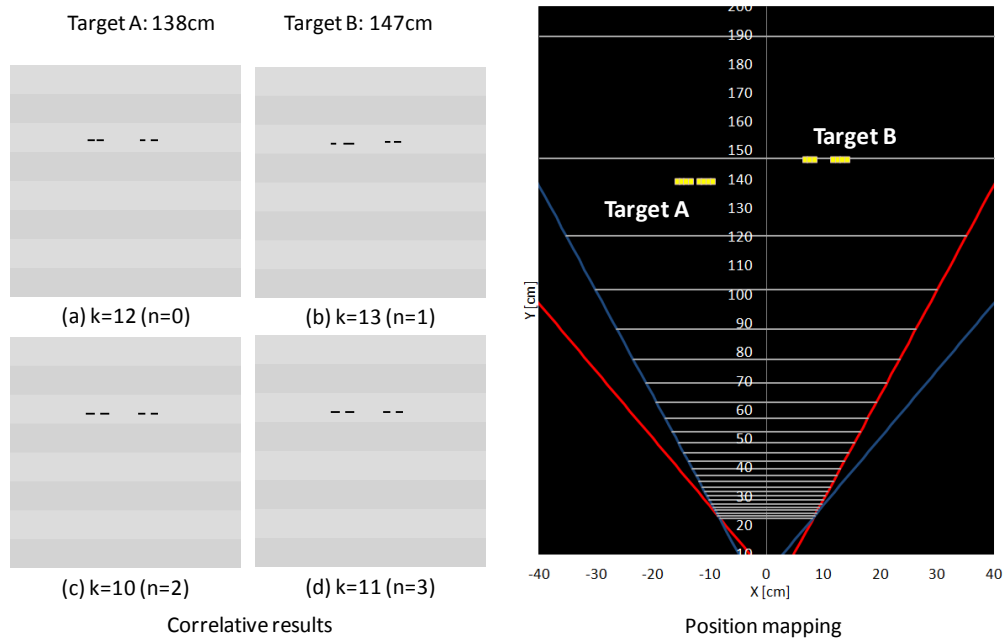 Target A: 138cm
Target B: 147cm
(a) k=12 (n=0)
(b) k=13 (n=1)
(c) k=10 (n=2)
(d) k=11 (n=3)
Correlative results
200
190
180
170
160
150
140
130
120
110
100
90
80
70
60
50
40
30
20
10
Target B
Target A
Y [cm]
-40 -30 -20 -10 0 10 20 30 40
X [cm]
Position mapping